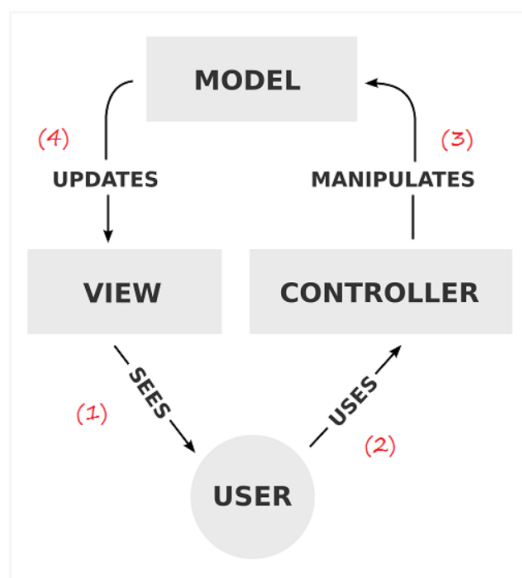 MODEL
(4)
(3)
UPDATES
MANIPULATES
VIEW
CONTROLLER
SEES
USES
(1)
(2)
USER